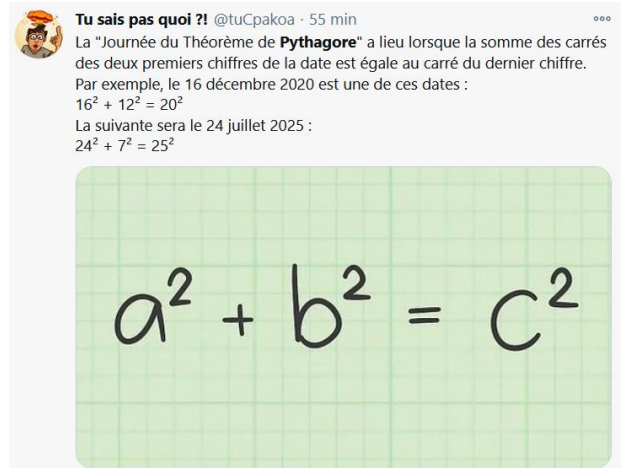 Tu sais pas quoi ?! @tuCpakoa · 55 min
La "Journée du Théorème de Pythagore" a lieu lorsque la somme des carrés
des deux premiers chiffres de la date est égale au carré du dernier chiffre.
Par exemple, le 16 décembre 2020 est une de ces dates :
16² + 12² = 20²
La suivante sera le 24 juillet 2025 :
24² + 7² = 25²
a² + b² = c²